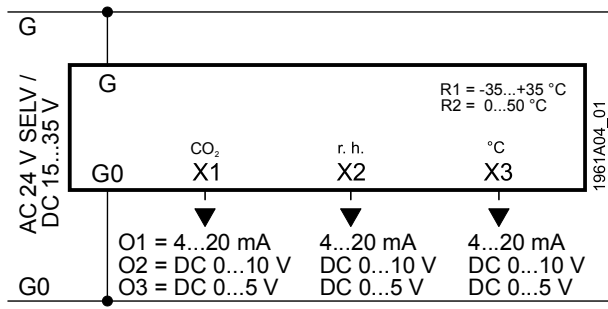 G
AC 24 V SELV /
DC 15...35 V
G
R1 = -35...+35 °C
R2 = 0...50 °C
CO₂
r. h.
°C
G0
X1
X2
X3
1961A04_01
O1 = 4...20 mA
4...20 mA
4...20 mA
O2 = DC 0...10 V
DC 0...10 V
DC 0...10 V
O3 = DC 0...5 V
DC 0...5 V
DC 0...5 V
G0